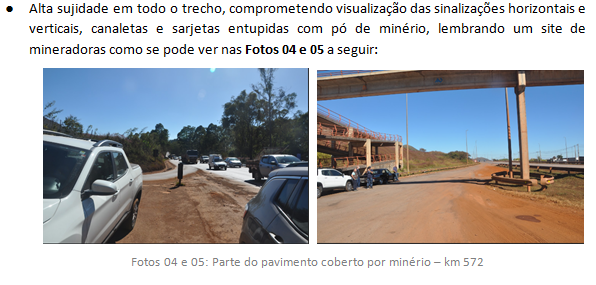 ● Alta sujidade em todo o trecho, comprometendo visualização das sinalizações horizontais e
verticais, canaletas e sarjetas entupidas com pó de minério, lembrando um site de
mineradoras como se pode ver nas Fotos 04 e 05 a seguir:
Fotos 04 e 05: Parte do pavimento coberto por minério – km 572